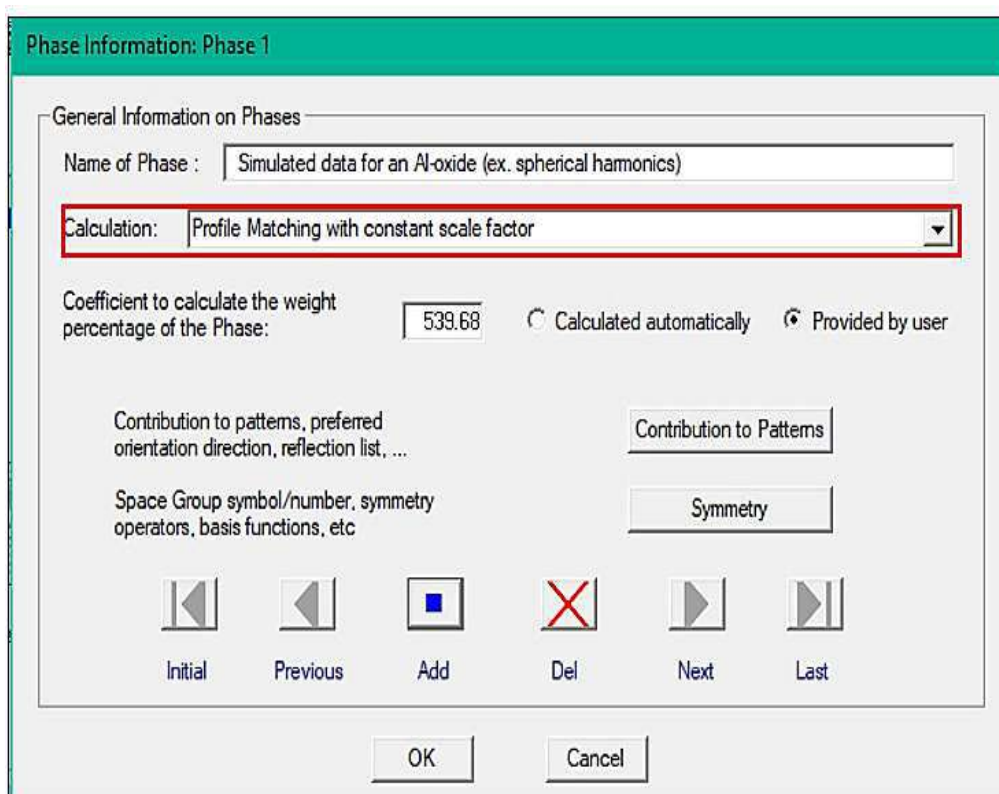 Phase Information: Phase 1
General Information on Phases
Name of Phase : Simulated data for an Al-oxide (ex. spherical harmonics)
Calculation: Profile Matching with constant scale factor
Coefficient to calculate the weight
percentage of the Phase: 539.68 Calculated automatically Provided by user
Contribution to patterns, preferred
orientation direction, reflection list, ...
Contribution to Patterns
Space Group symbol/number, symmetry
operators, basis functions, etc
Symmetry
Initial Previous Add Del Next Last
OK Cancel